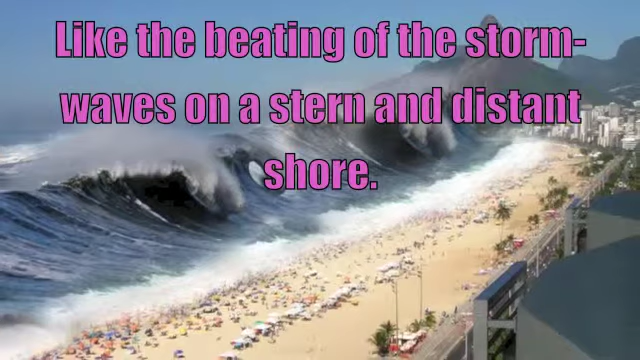 Like the beating of the storm-
waves on a stern and distant
shore.